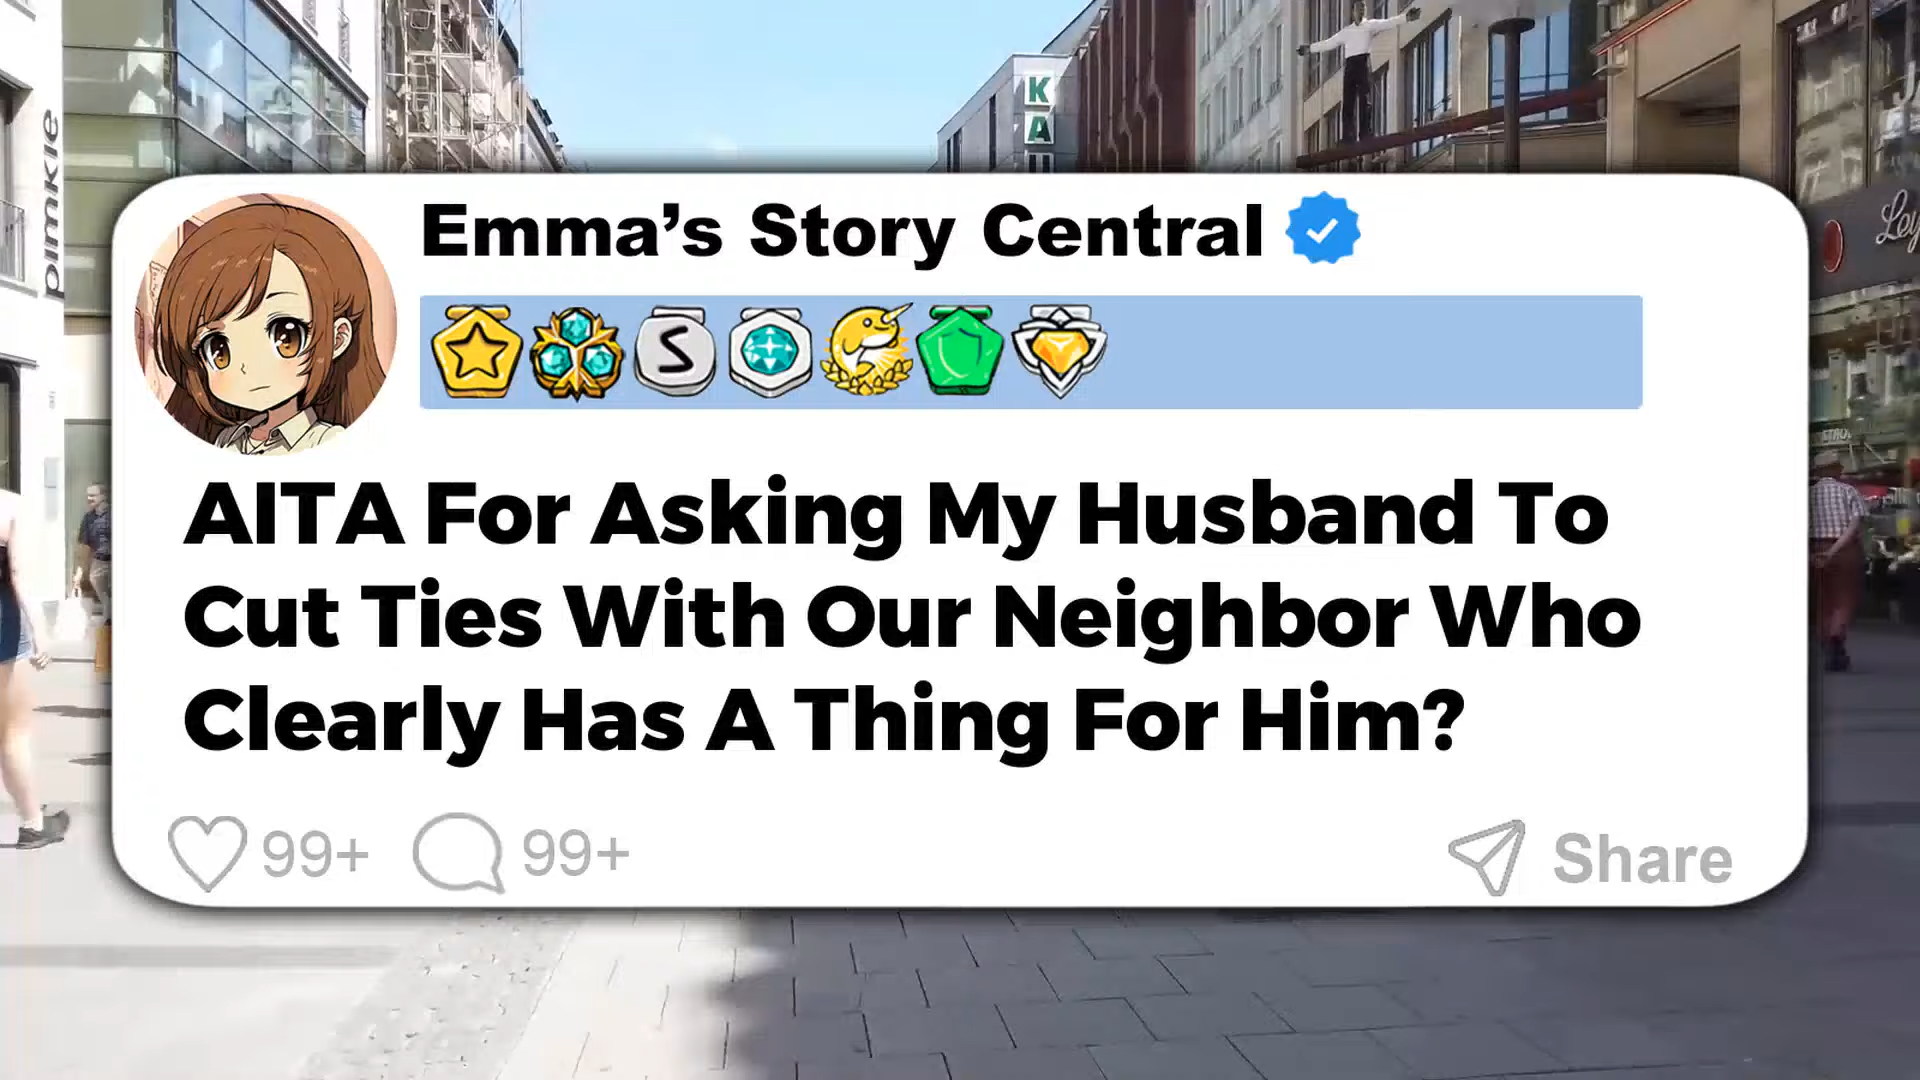 pimkie
K
A
Emma's Story Central
S
AITA For Asking My Husband To
Cut Ties With Our Neighbor Who
Clearly Has A Thing For Him?
99+
99+
Share